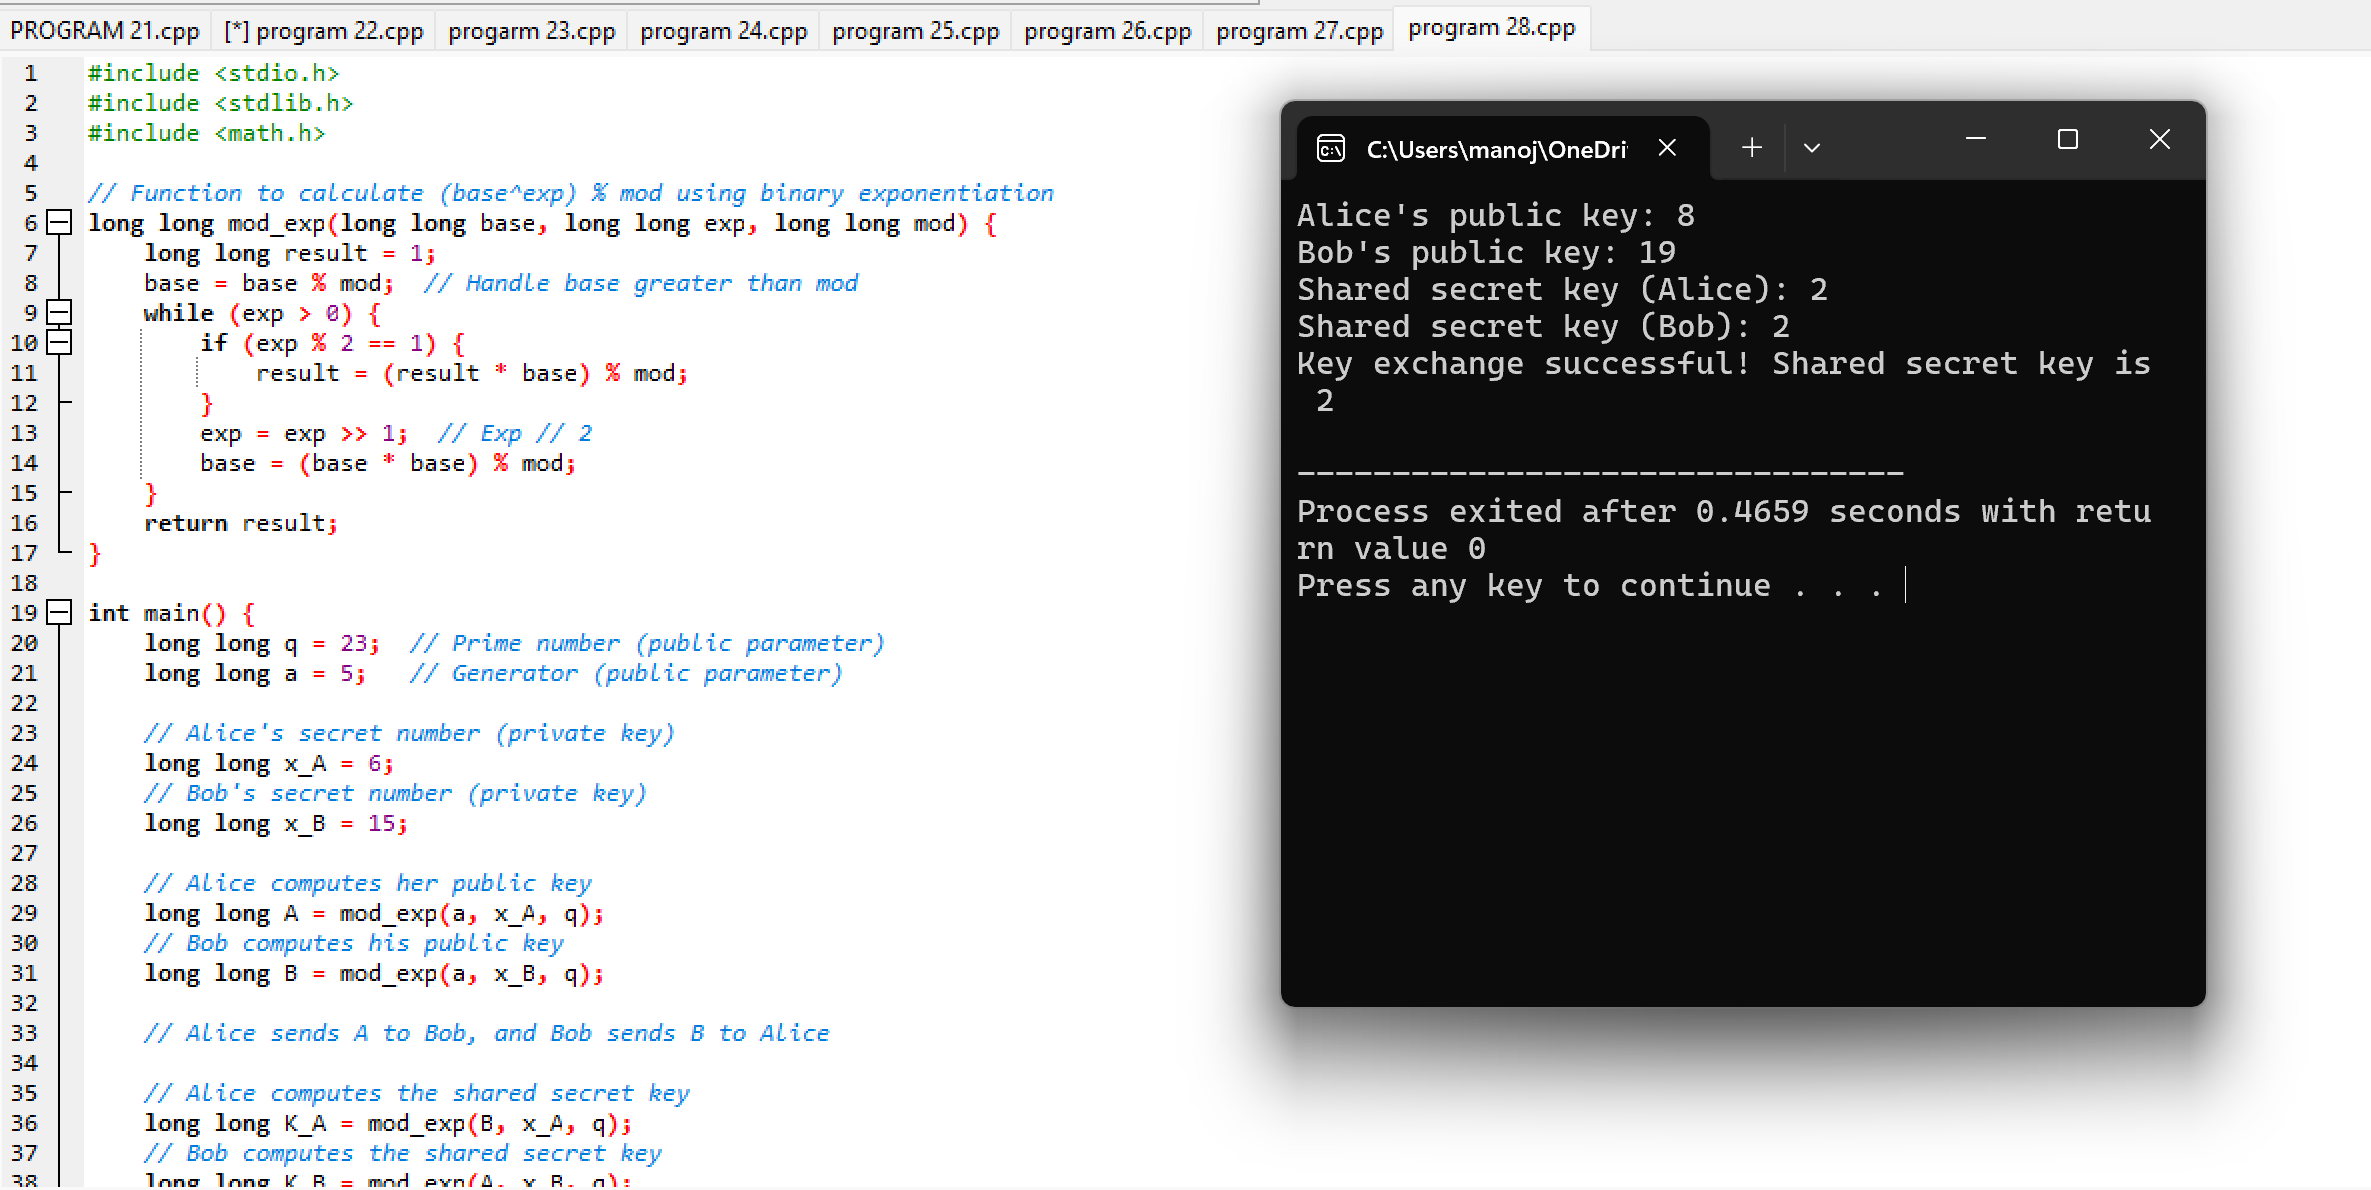 PROGRAM 21.cpp [*] program 22.cpp progarm 23.cpp program 24.cpp program 25.cpp program 26.cpp program 27.cpp program 28.cpp
1 #include <stdio.h>
2 #include <stdlib.h>
3 #include <math.h>
4
5 // Function to calculate (base^exp) % mod using binary exponentiation
6 long long mod_exp(long long base, long long exp, long long mod) {
7 long long result = 1;
8 base = base % mod; // Handle base greater than mod
9 while (exp > 0) {
10 if (exp % 2 == 1) {
11 result = (result * base) % mod;
12 }
13 exp = exp >> 1; // Exp // 2
14 base = (base * base) % mod;
15 }
16 return result;
17 }
18
19 int main() {
20 long long q = 23; // Prime number (public parameter)
21 long long a = 5; // Generator (public parameter)
22
23 // Alice's secret number (private key)
24 long long x_A = 6;
25 // Bob's secret number (private key)
26 long long x_B = 15;
27
28 // Alice computes her public key
29 long long A = mod_exp(a, x_A, q);
30 // Bob computes his public key
31 long long B = mod_exp(a, x_B, q);
32
33 // Alice sends A to Bob, and Bob sends B to Alice
34
35 // Alice computes the shared secret key
36 long long K_A = mod_exp(B, x_A, q);
37 // Bob computes the shared secret key
38 long long K_B = mod_exp(A, x_B, q);
C:\Users\manoj\OneDri
Alice's public key: 8
Bob's public key: 19
Shared secret key (Alice): 2
Shared secret key (Bob): 2
Key exchange successful! Shared secret key is
2
--------------------------------
Process exited after 0.4659 seconds with retu
rn value 0
Press any key to continue . . .